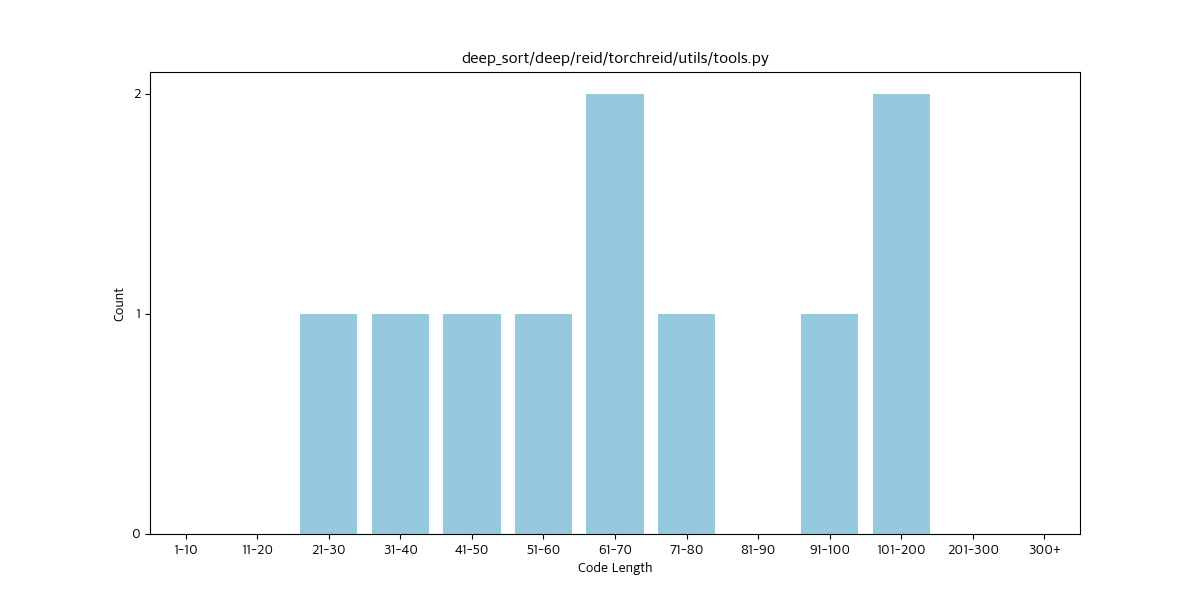 deep_sort/deep/reid/torchreid/utils/tools.py
Count
2
1
0
1-10 11-20 21-30 31-40 41-50 51-60 61-70 71-80 81-90 91-100 101-200 201-300 300+
Code Length